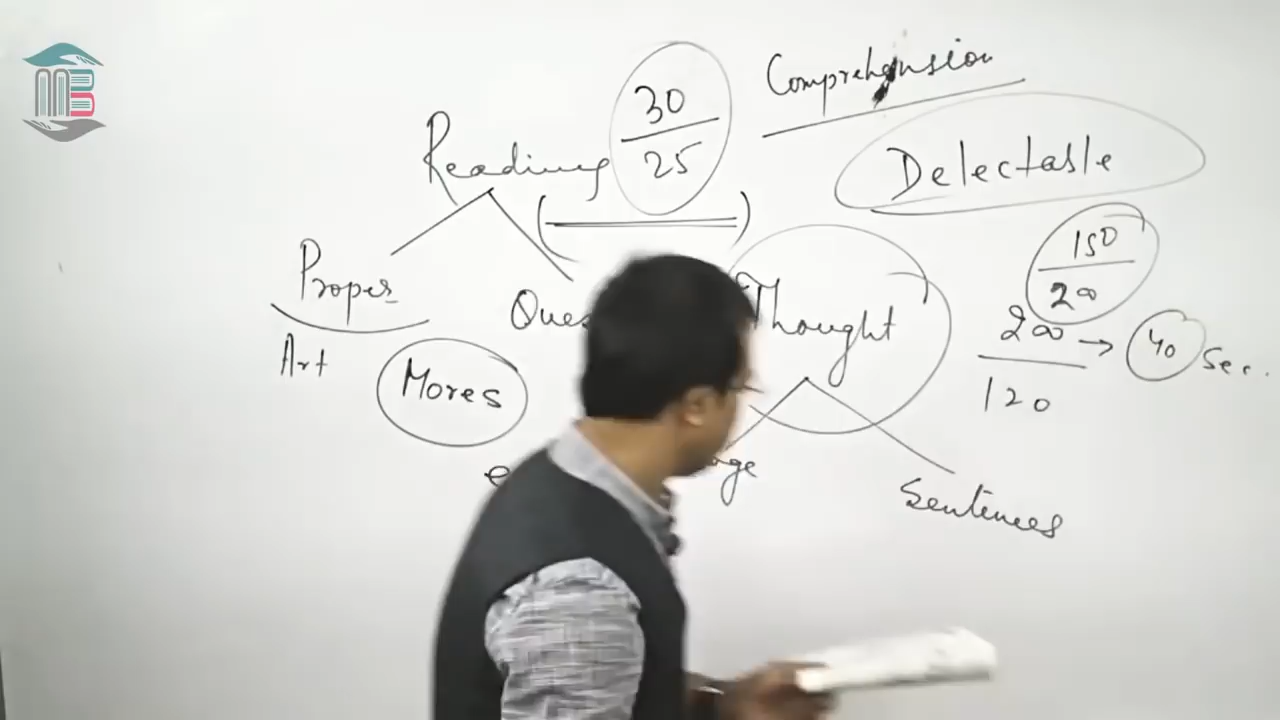 Comprehension
Reading
30
25
Delectable
Proper
Art
Mores
Thought
Sentences
150
200
200 → 40 Sec.
120